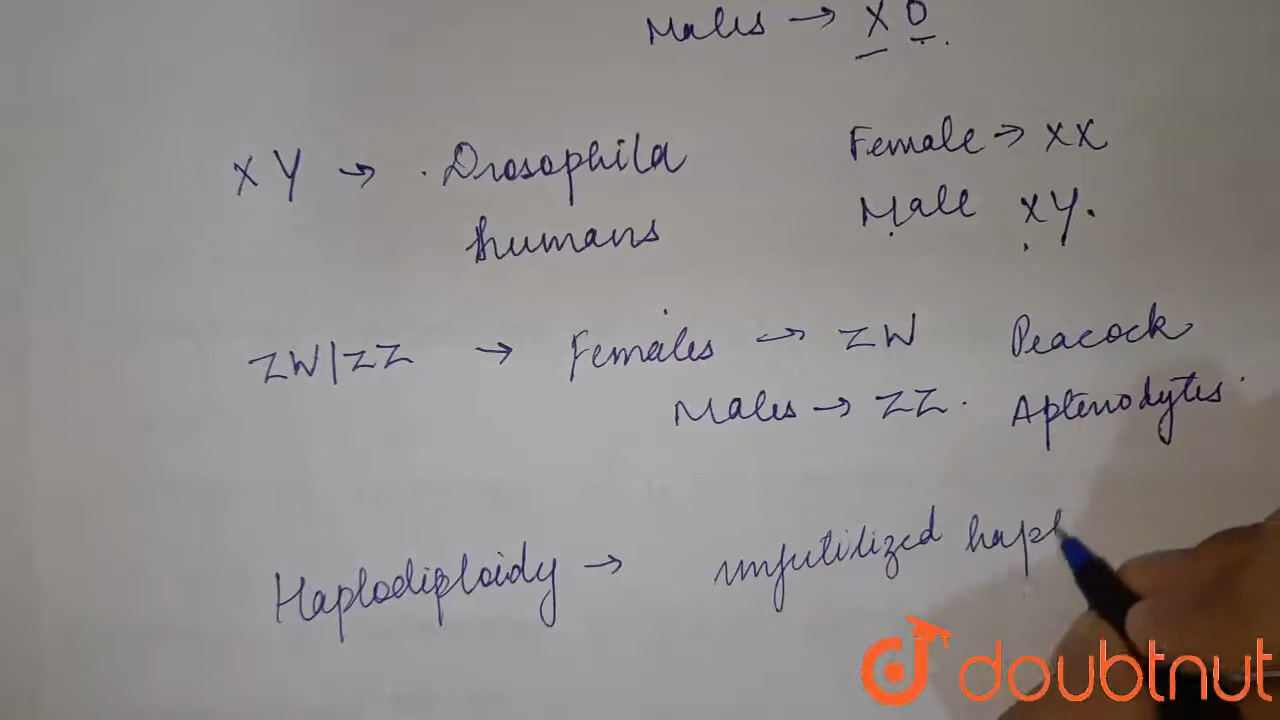 Males → X O.
XY → Drosophila Female → XX
humans Male XY.
ZW|ZZ → Females → ZW Peacock
Males → ZZ. Aptenodytes.
Haplodiploidy → unfertilized hapl
doubtnut